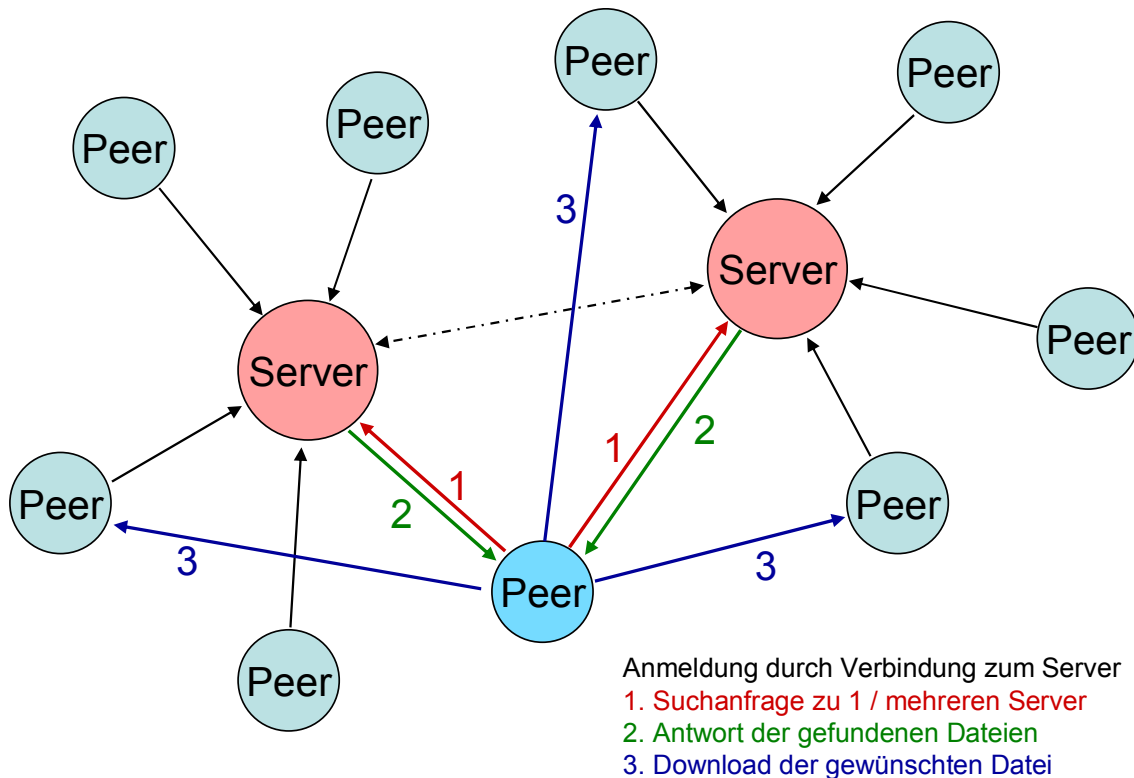 Peer
Peer
Peer
Peer
Server
Server
Peer
Peer
Peer
Peer
Peer
3
1
2
1
2
3
3
Peer
Anmeldung durch Verbindung zum Server
1. Suchanfrage zu 1 / mehreren Server
2. Antwort der gefundenen Dateien
3. Download der gewünschten Datei